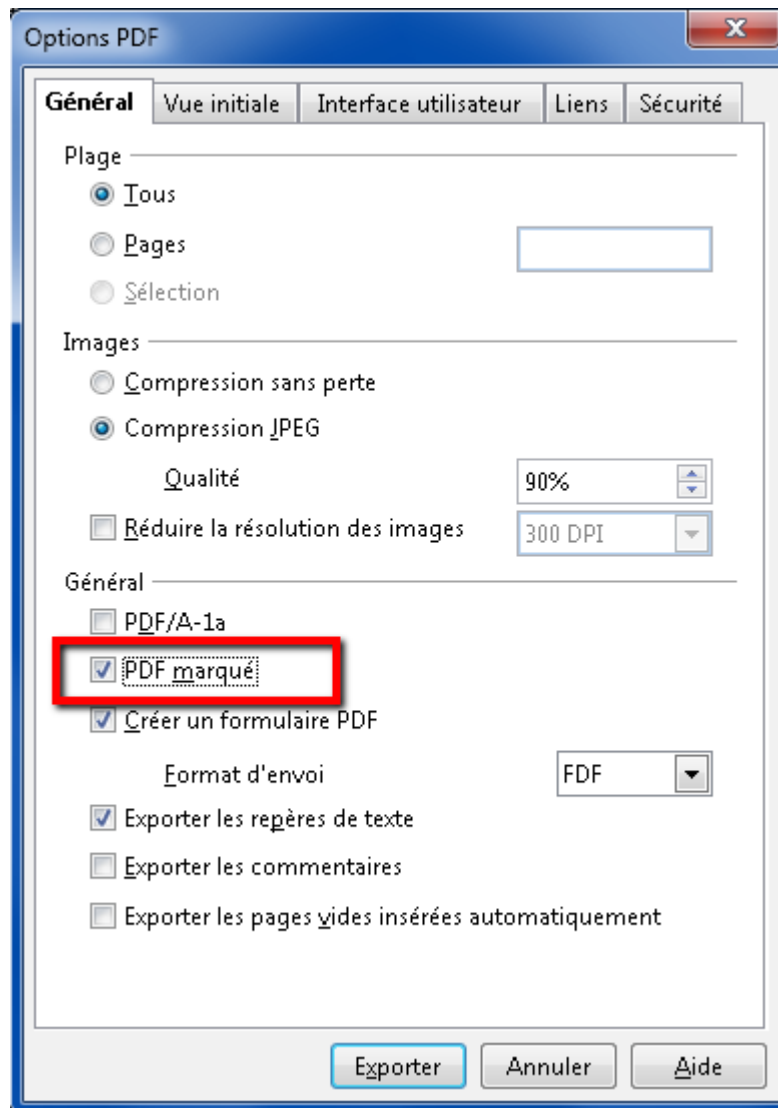 Options PDF
Général Vue initiale Interface utilisateur Liens Sécurité
Plage
Tous
Pages
Sélection
Images
Compression sans perte
Compression JPEG
Qualité 90%
Réduire la résolution des images 300 DPI
Général
PDF/A-1a
PDF marqué
Créer un formulaire PDF
Format d'envoi FDF
Exporter les repères de texte
Exporter les commentaires
Exporter les pages vides insérées automatiquement
Exporter Annuler Aide